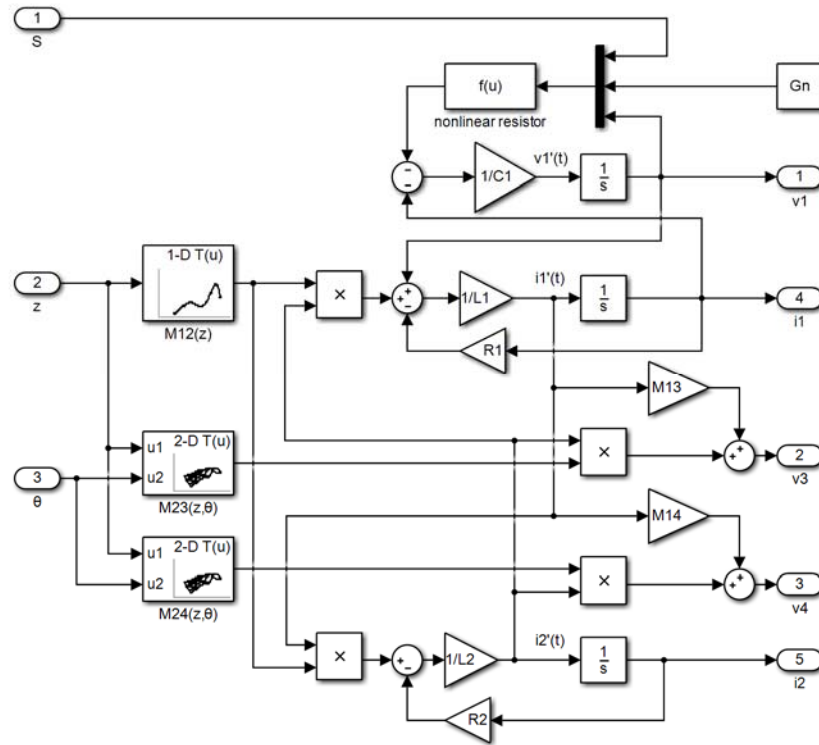 1
S
f(u)
Gn
nonlinear resistor
−
−
1/C1
v1'(t)
1
s
1
v1
2
z
1-D T(u)
M12(z)
×
+
+
−
1/L1
i1'(t)
1
s
4
i1
R1
M13
3
θ
u1
2-D T(u)
u2
M23(z,θ)
×
+
+
2
v3
M14
u1
2-D T(u)
u2
M24(z,θ)
×
+
+
3
v4
×
+
−
1/L2
i2'(t)
1
s
5
i2
R2